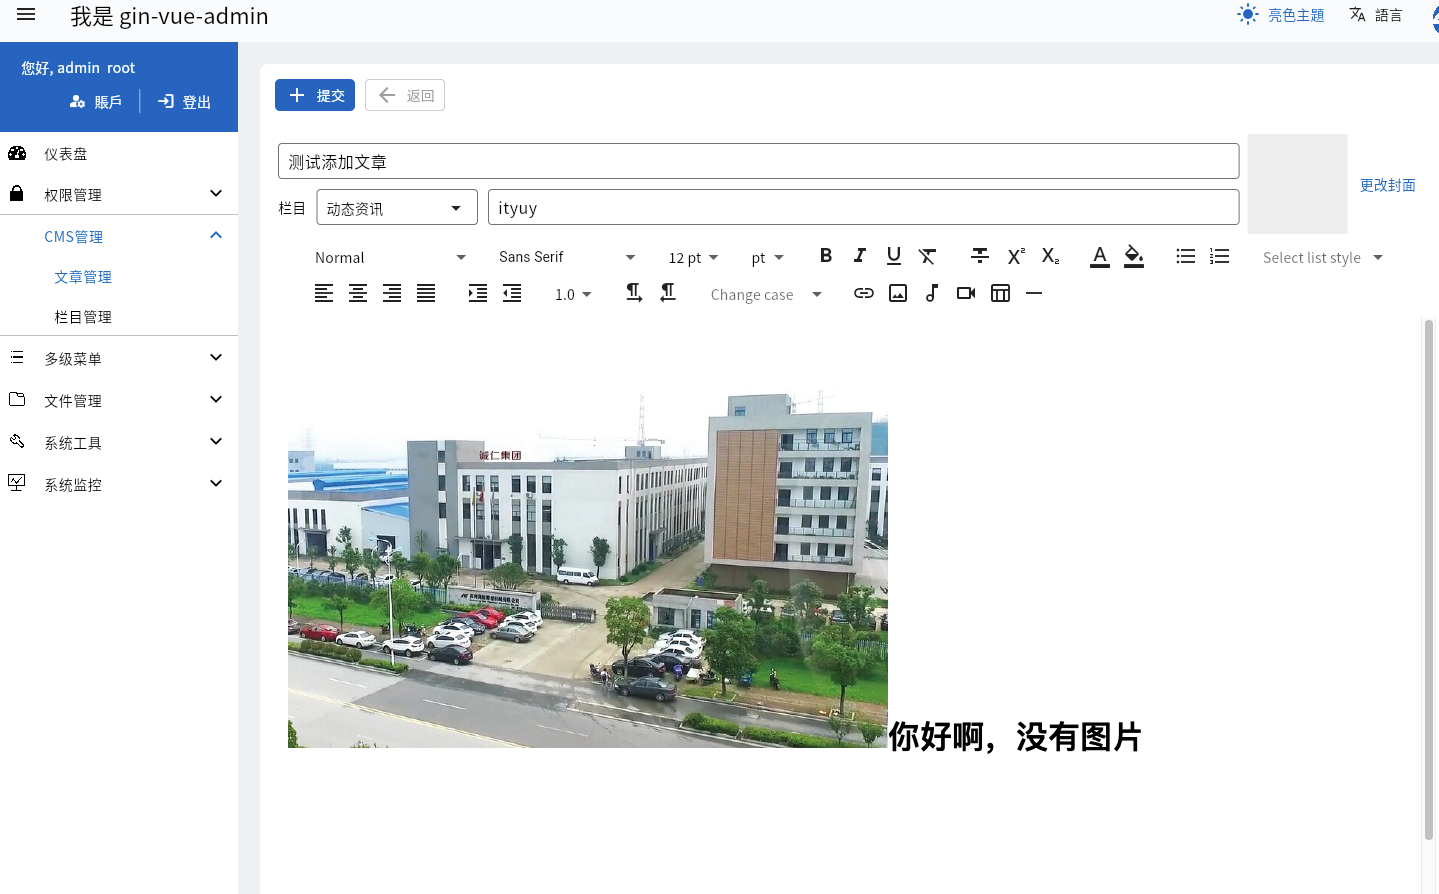 我是 gin-vue-admin
亮色主題
語言
您好, admin root
賬戶
登出
仪表盘
权限管理
CMS管理
文章管理
栏目管理
多级菜单
文件管理
系统工具
系统监控
提交
返回
测试添加文章
更改封面
栏目
动态资讯
ityuy
Normal
Sans Serif
12 pt
pt
Select list style
1.0
Change case
诚仁集团
你好啊，没有图片